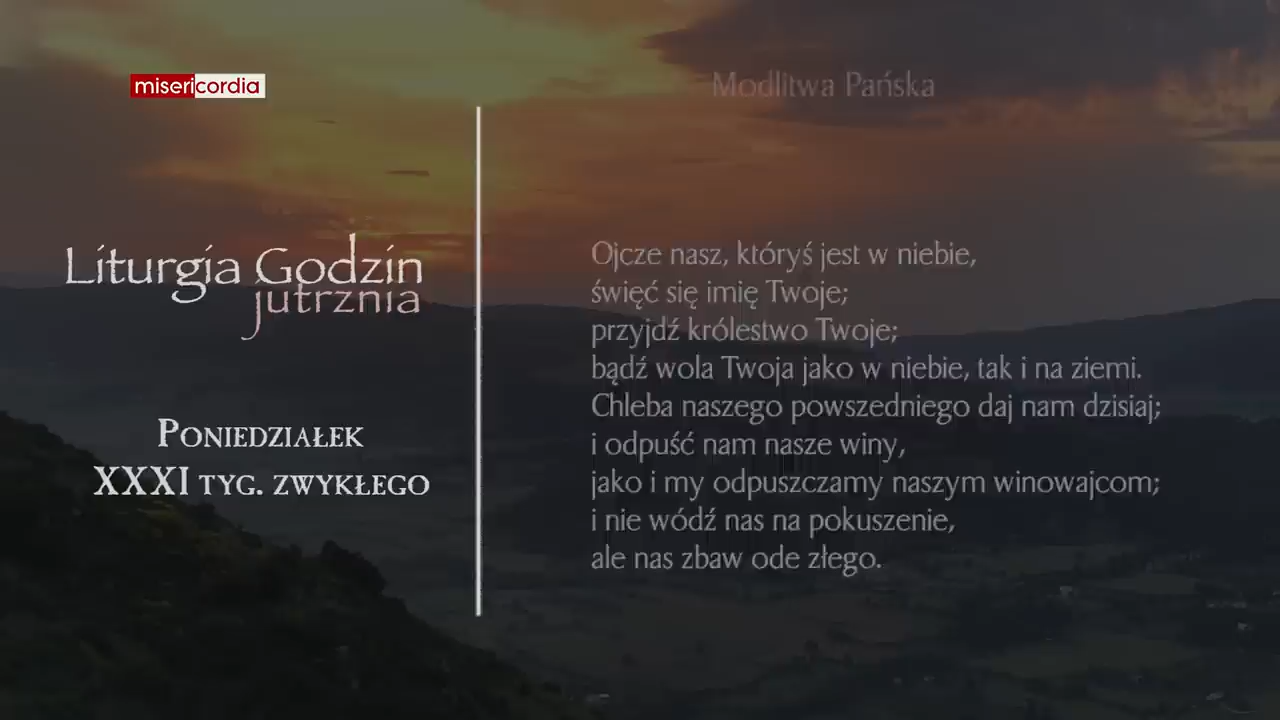 misericordia
Liturgia Godzin
jutrznia
Poniedziałek
XXXI tyg. zwykłego
Modlitwa Pańska
Ojcze nasz, któryś jest w niebie,
święć się imię Twoje;
przyjdź królestwo Twoje;
bądź wola Twoja jako w niebie, tak i na ziemi.
Chleba naszego powszedniego daj nam dzisiaj;
i odpuść nam nasze winy,
jako i my odpuszczamy naszym winowajcom;
i nie wódź nas na pokuszenie,
ale nas zbaw ode złego.